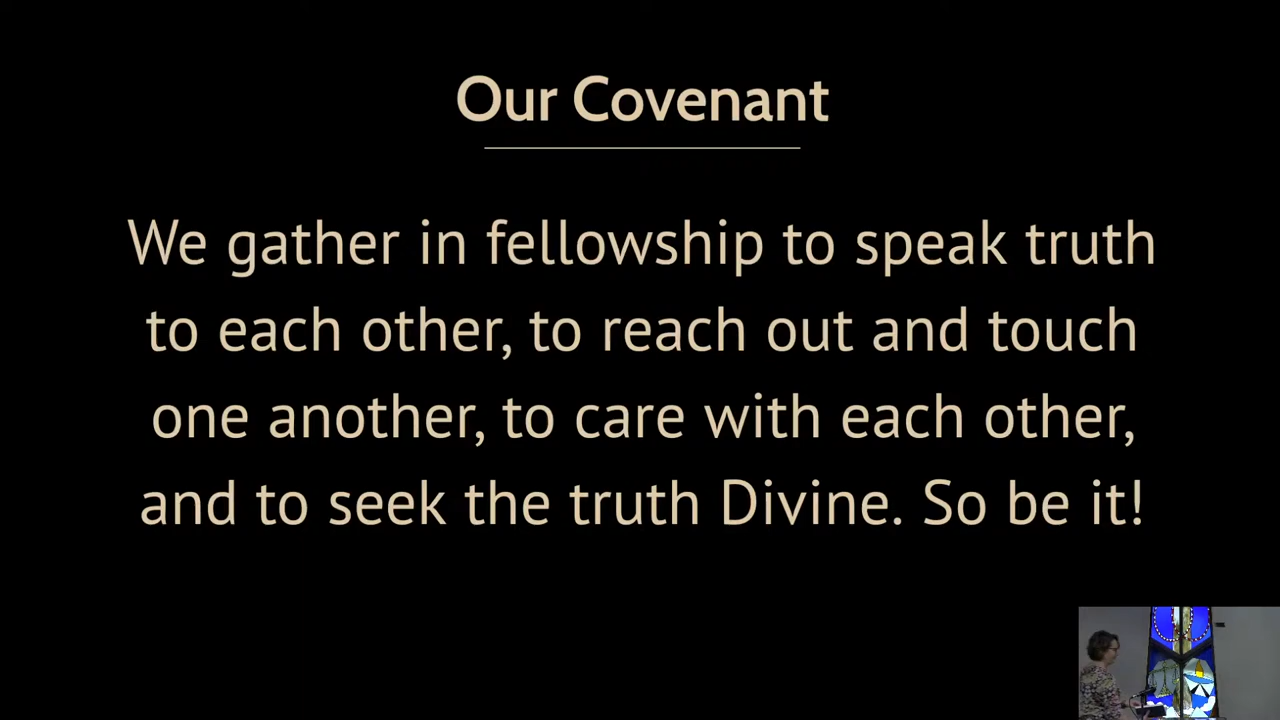 Our Covenant
We gather in fellowship to speak truth
to each other, to reach out and touch
one another, to care with each other,
and to seek the truth Divine. So be it!